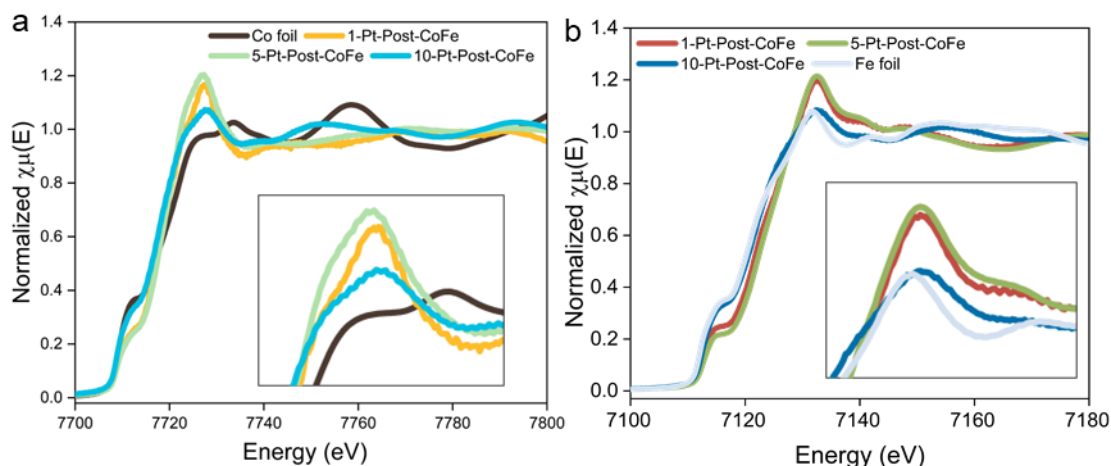 a
Normalized χμ(E)
1.4
1.2
1.0
0.8
0.6
0.4
0.2
0.0
Co foil 1-Pt-Post-CoFe
5-Pt-Post-CoFe 10-Pt-Post-CoFe
7700 7720 7740 7760 7780 7800
Energy (eV)
b
Normalized χμ(E)
1.4
1.2
1.0
0.8
0.6
0.4
0.2
0.0
1-Pt-Post-CoFe 5-Pt-Post-CoFe
10-Pt-Post-CoFe Fe foil
7100 7120 7140 7160 7180
Energy (eV)